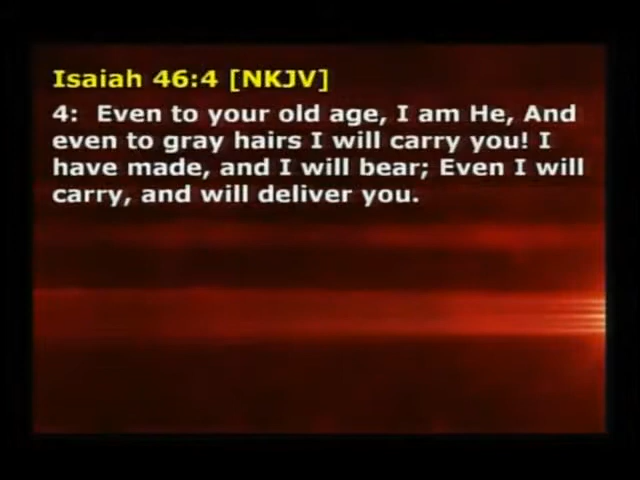 Isaiah 46:4 [NKJV]
4:  Even to your old age, I am He, And
even to gray hairs I will carry you! I
have made, and I will bear; Even I will
carry, and will deliver you.